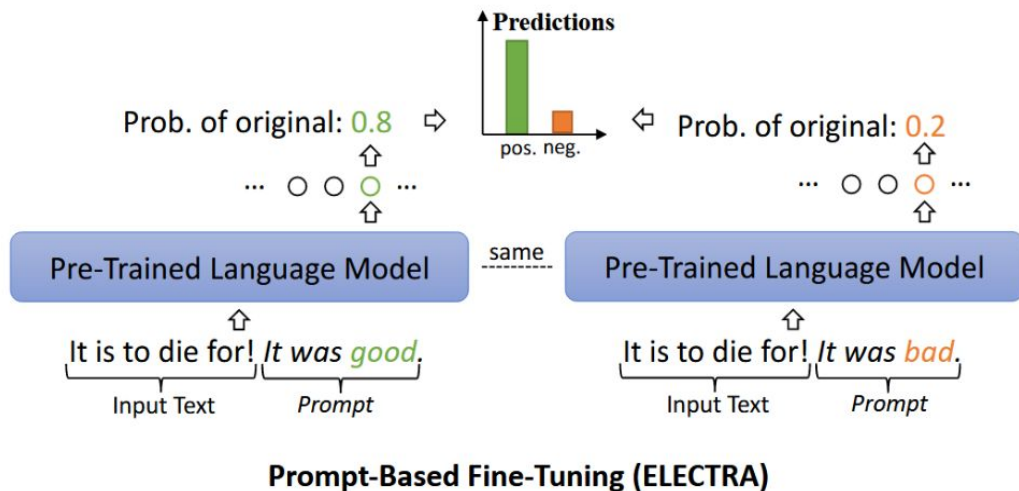 Predictions
Prob. of original: 0.8
Prob. of original: 0.2
pos. neg.
... ...
... ...
Pre-Trained Language Model
same
Pre-Trained Language Model
It is to die for! It was good.
It is to die for! It was bad.
Input Text
Prompt
Input Text
Prompt
Prompt-Based Fine-Tuning (ELECTRA)